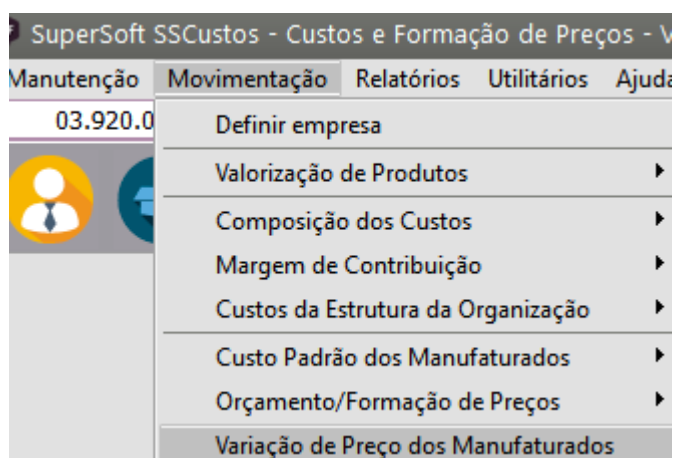 SuperSoft SSCustos - Custos e Formação de Preços -
Manutenção Movimentação Relatórios Utilitários Ajuda
03.920.0
Definir empresa
Valorização de Produtos
Composição dos Custos
Margem de Contribuição
Custos da Estrutura da Organização
Custo Padrão dos Manufaturados
Orçamento/Formação de Preços
Variação de Preço dos Manufaturados